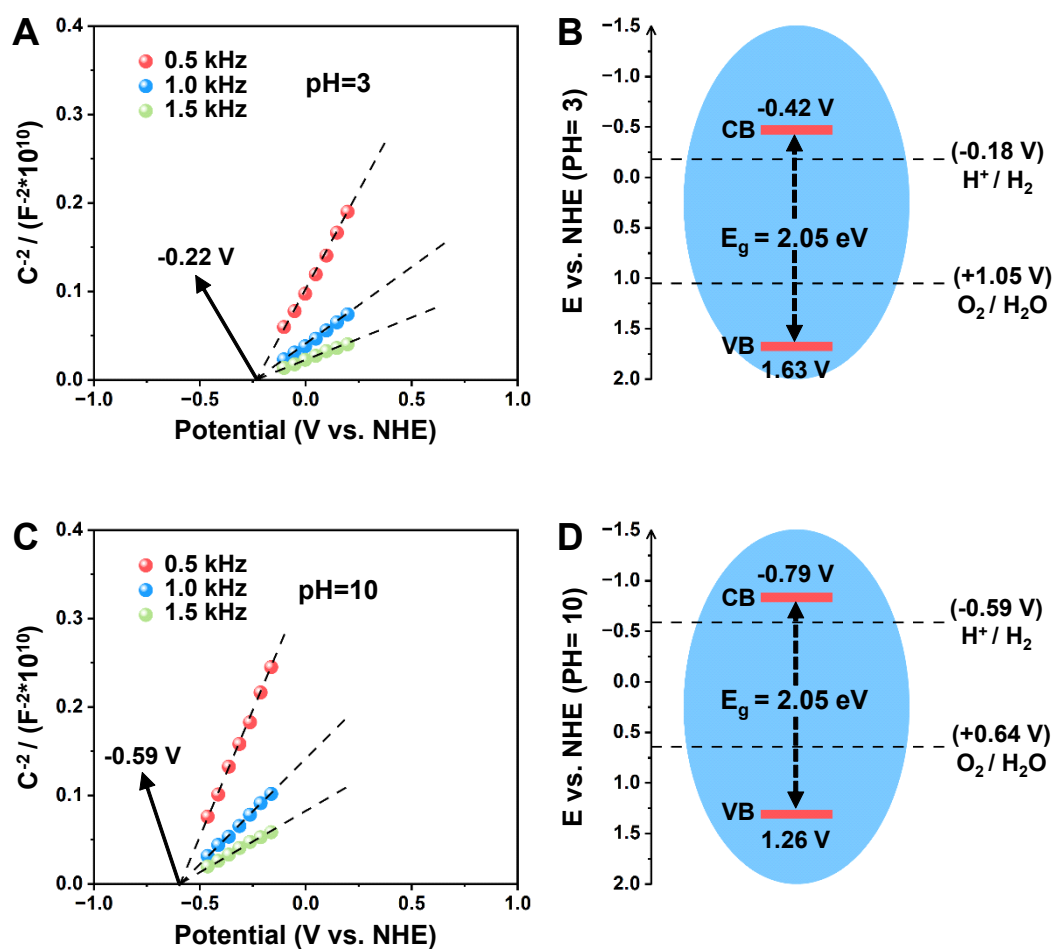 A
0.5 kHz
1.0 kHz
1.5 kHz
pH=3
-0.22 V
0.4
0.3
0.2
0.1
0.0
−1.0 −0.5 0.0 0.5 1.0
C⁻² / (F⁻²*10¹⁰)
Potential (V vs. NHE)
B
−1.5
−1.0
−0.5
0.0
0.5
1.0
1.5
2.0
E vs. NHE (PH= 3)
-0.42 V
CB
(-0.18 V)
H⁺ / H₂
E_g = 2.05 eV
(+1.05 V)
O₂ / H₂O
VB
1.63 V
C
0.5 kHz
1.0 kHz
1.5 kHz
pH=10
-0.59 V
0.4
0.3
0.2
0.1
0.0
−1.0 −0.5 0.0 0.5 1.0
C⁻² / (F⁻²*10¹⁰)
Potential (V vs. NHE)
D
−1.5
−1.0
−0.5
0.0
0.5
1.0
1.5
2.0
E vs. NHE (PH= 10)
-0.79 V
CB
(-0.59 V)
H⁺ / H₂
E_g = 2.05 eV
(+0.64 V)
O₂ / H₂O
VB
1.26 V